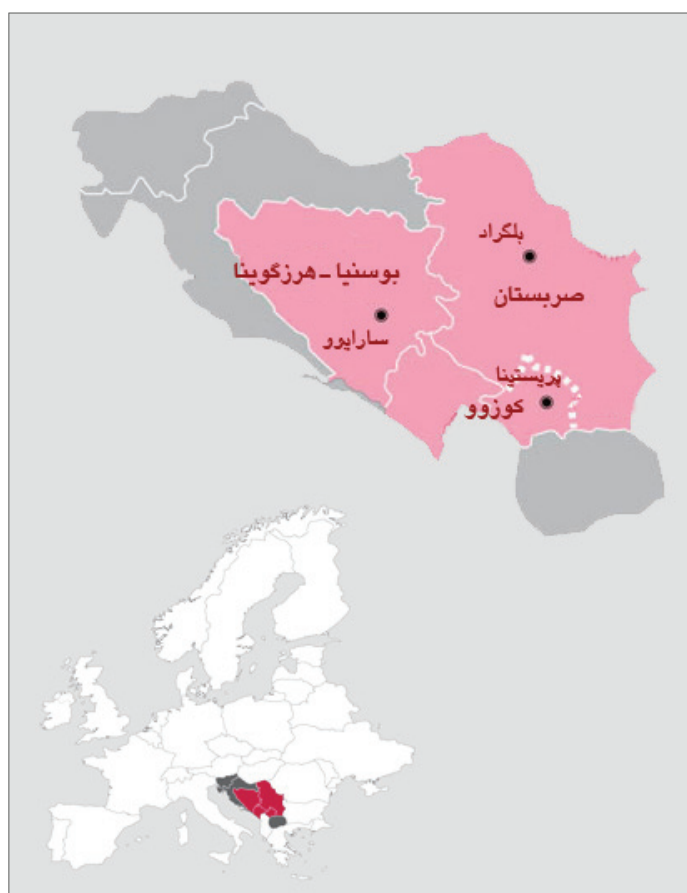 بلگراد
بوسنیا - هرزگوینا
صربستان
سارایوو
پریستینا
کوزوو